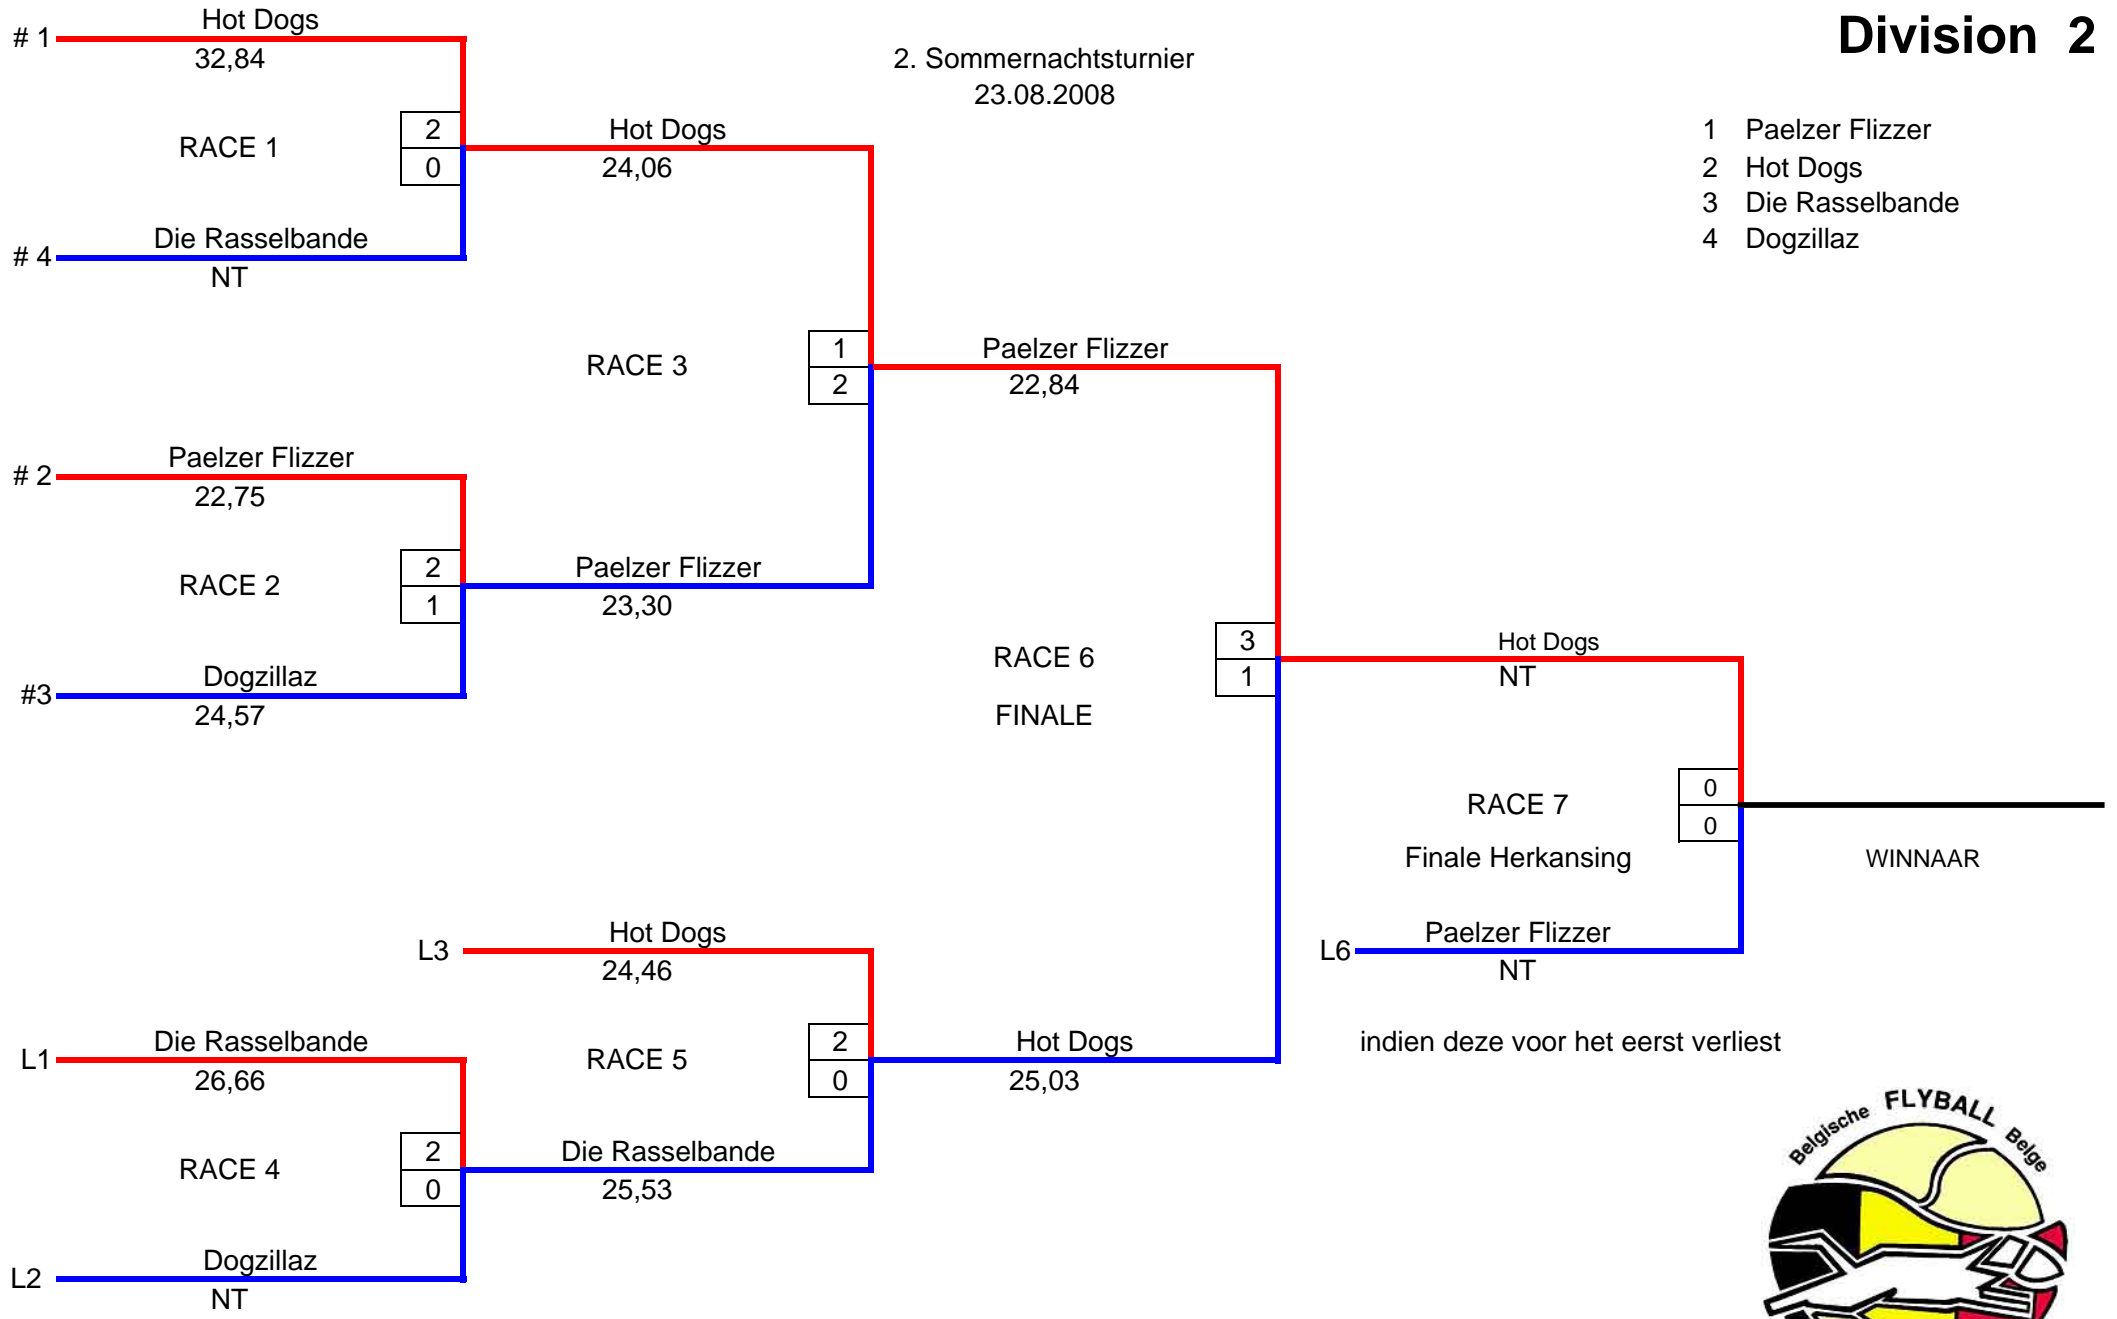 Hot Dogs
# 1
32,84
Division 2
2. Sommernachtsturnier
23.08.2008
RACE 1
2
0
Hot Dogs
24,06
1 Paelzer Flizzer
2 Hot Dogs
3 Die Rasselbande
4 Dogzillaz
Die Rasselbande
# 4
NT
RACE 3
1
2
Paelzer Flizzer
22,84
Paelzer Flizzer
# 2
22,75
RACE 2
2
1
Paelzer Flizzer
23,30
Dogzillaz
#3
24,57
RACE 6
3
1
FINALE
Hot Dogs
NT
RACE 7
0
0
Finale Herkansing
WINNAAR
L3
Hot Dogs
24,46
L6
Paelzer Flizzer
NT
indien deze voor het eerst verliest
Die Rasselbande
L1
26,66
RACE 5
2
0
Hot Dogs
25,03
RACE 4
2
0
Die Rasselbande
25,53
Dogzillaz
L2
NT
Belgische FLYBALL Belge